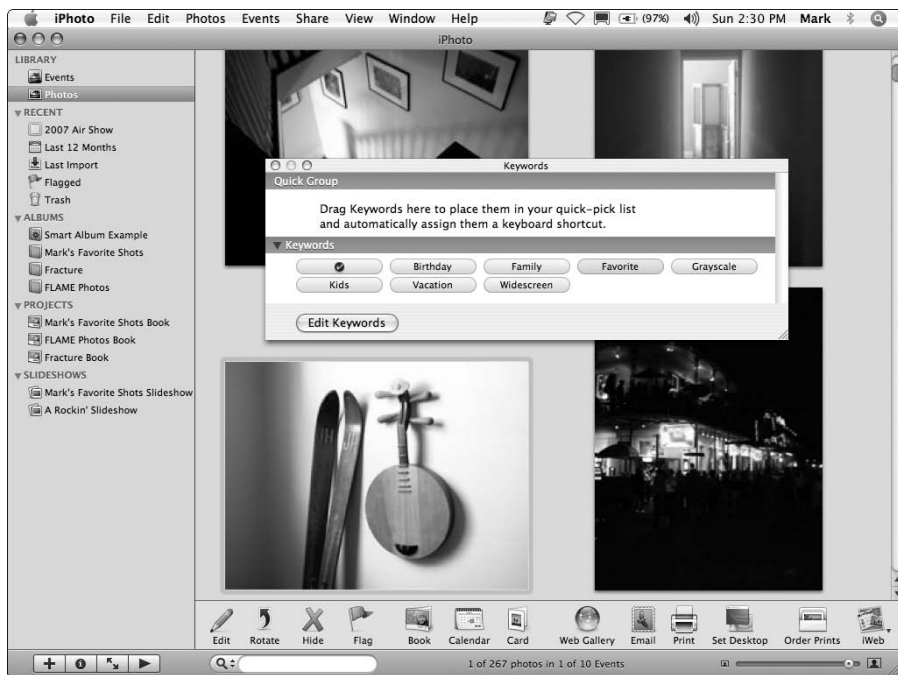 iPhoto File Edit Photos Events Share View Window Help (97%) Sun 2:30 PM Mark
iPhoto
LIBRARY
Events
Photos
RECENT
2007 Air Show
Last 12 Months
Last Import
Flagged
Trash
ALBUMS
Smart Album Example
Mark's Favorite Shots
Fracture
FLAME Photos
PROJECTS
Mark's Favorite Shots Book
FLAME Photos Book
Fracture Book
SLIDESHOWS
Mark's Favorite Shots Slideshow
A Rockin' Slideshow
Keywords
Quick Group
Drag Keywords here to place them in your quick-pick list
and automatically assign them a keyboard shortcut.
Keywords
Birthday Family Favorite Grayscale
Kids Vacation Widescreen
Edit Keywords
Edit Rotate Hide Flag Book Calendar Card Web Gallery Email Print Set Desktop Order Prints iWeb
1 of 267 photos in 1 of 10 Events